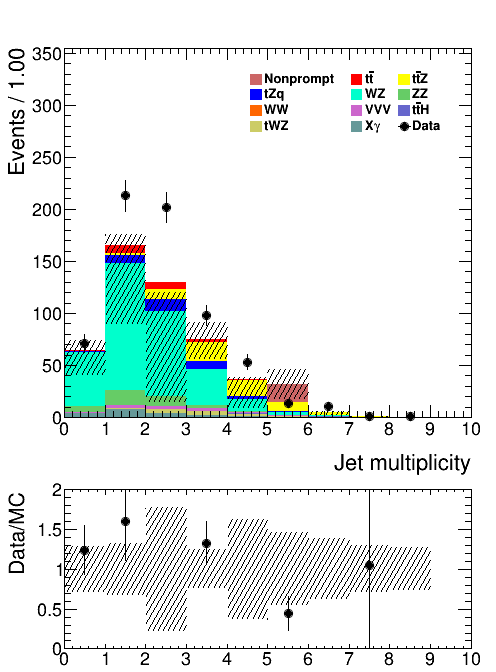 Events / 1.00
350
300
250
200
150
100
50
0
Nonprompt tt̄ tt̄Z
tZq WZ ZZ
WW VVV tt̄H
tWZ Xγ Data
0 1 2 3 4 5 6 7 8 9 10
Jet multiplicity
Data/MC
2
1.5
1
0.5
0
0 1 2 3 4 5 6 7 8 9 10